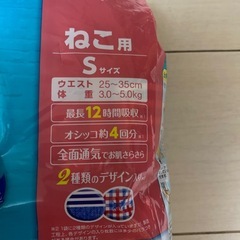 ねこ用
Sサイズ
ウエスト 25〜35cm
体重 3.0〜5.0kg
最長12時間吸収
オシッコ約4回分
全面通気でお肌さらさら
2種類のデザイン